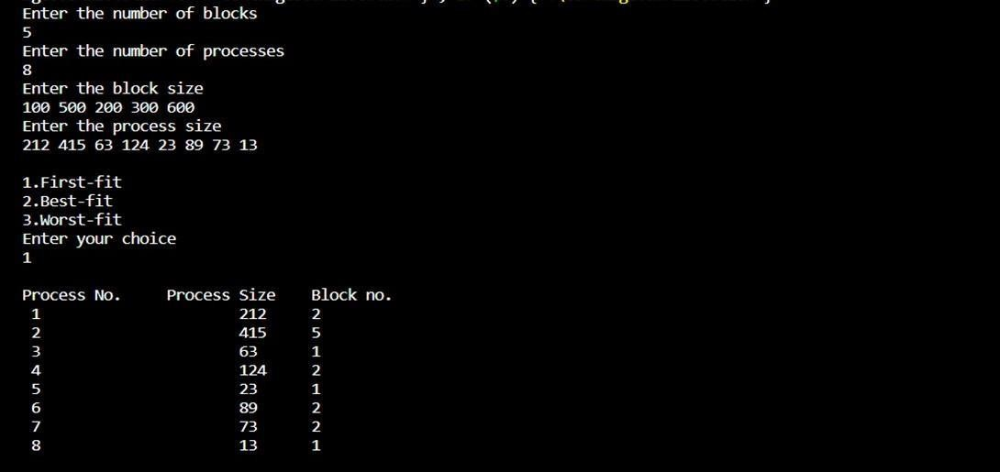 Enter the number of blocks
5
Enter the number of processes
8
Enter the block size
100 500 200 300 600
Enter the process size
212 415 63 124 23 89 73 13
1.First-fit
2.Best-fit
3.Worst-fit
Enter your choice
1
Process No. Process Size Block no.
1 212 2
2 415 5
3 63 1
4 124 2
5 23 1
6 89 2
7 73 2
8 13 1